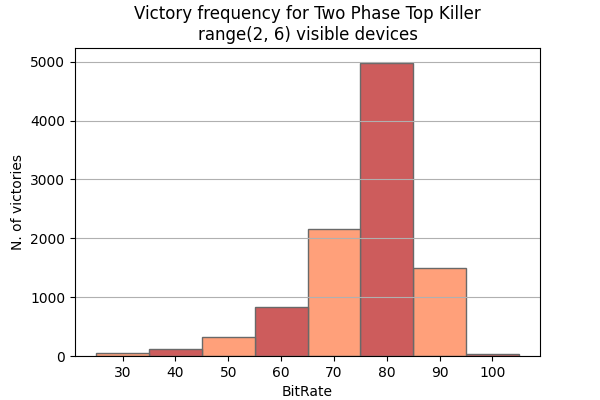 Victory frequency for Two Phase Top Killer
range(2, 6) visible devices
N. of victories
5000
4000
3000
2000
1000
0
30 40 50 60 70 80 90 100
BitRate